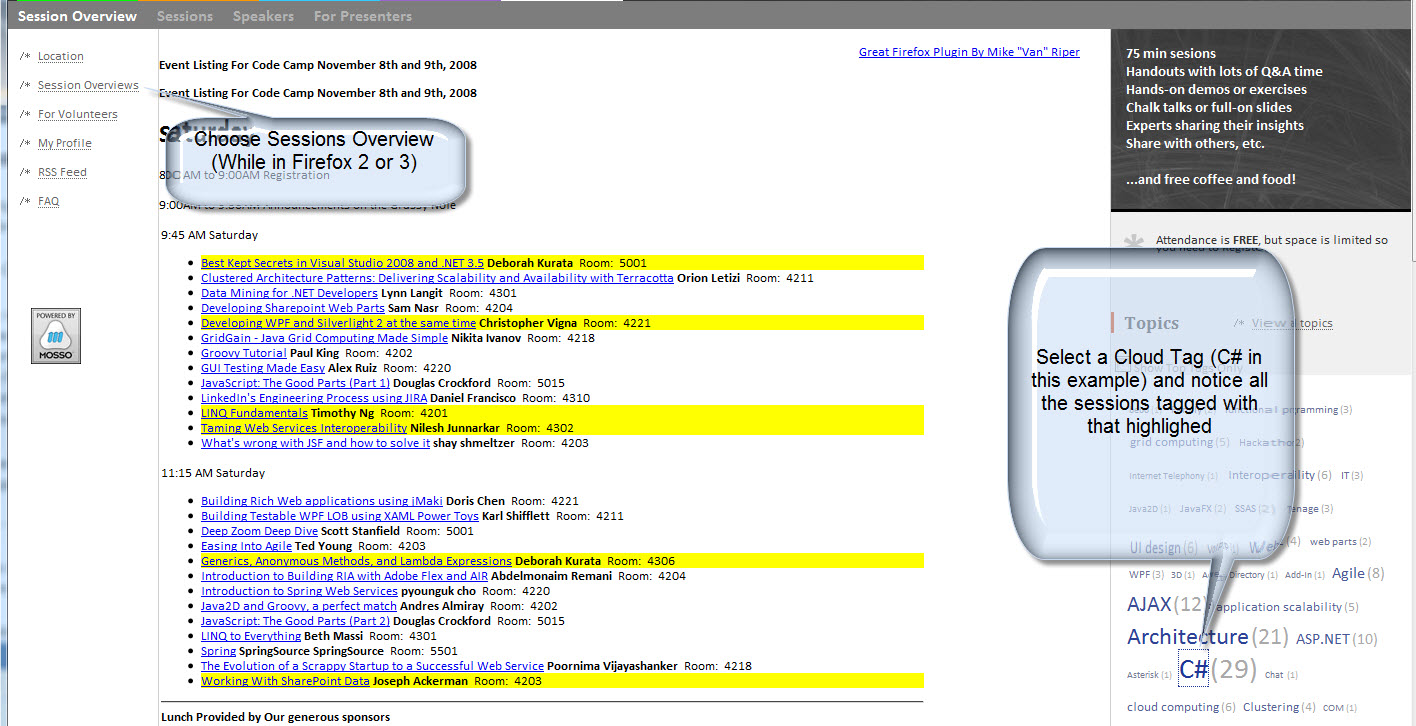 Session Overview Sessions Speakers For Presenters
/* Location
/* Session Overviews
/* For Volunteers
/* My Profile
/* RSS Feed
/* FAQ
POWERED BY
MOSSO
Great Firefox Plugin By Mike "Van" Riper
Event Listing For Code Camp November 8th and 9th, 2008
Event Listing For Code Camp November 8th and 9th, 2008
saturday
Choose Sessions Overview
(While in Firefox 2 or 3)
AM to 9:00AM Registration
9:00AM to 9:30AM Announcements on the Grassy Note
9:45 AM Saturday
Best Kept Secrets in Visual Studio 2008 and .NET 3.5 Deborah Kurata Room: 5001
Clustered Architecture Patterns: Delivering Scalability and Availability with Terracotta Orion Letizi Room: 4211
Data Mining for .NET Developers Lynn Langit Room: 4301
Developing Sharepoint Web Parts Sam Nasr Room: 4204
Developing WPF and Silverlight 2 at the same time Christopher Vigna Room: 4221
GridGain - Java Grid Computing Made Simple Nikita Ivanov Room: 4218
Groovy Tutorial Paul King Room: 4202
GUI Testing Made Easy Alex Ruiz Room: 4220
JavaScript: The Good Parts (Part 1) Douglas Crockford Room: 5015
LinkedIn's Engineering Process using JIRA Daniel Francisco Room: 4310
LINQ Fundamentals Timothy Ng Room: 4201
Taming Web Services Interoperability Nilesh Junnarkar Room: 4302
What's wrong with JSF and how to solve it shay shmeltzer Room: 4203
11:15 AM Saturday
Building Rich Web applications using jMaki Doris Chen Room: 4221
Building Testable WPF LOB using XAML Power Toys Karl Shifflett Room: 4211
Deep Zoom Deep Dive Scott Stanfield Room: 5001
Easing Into Agile Ted Young Room: 4203
Generics, Anonymous Methods, and Lambda Expressions Deborah Kurata Room: 4306
Introduction to Building RIA with Adobe Flex and AIR Abdelmonaim Remani Room: 4204
Introduction to Spring Web Services pyounguk cho Room: 4220
Java2D and Groovy, a perfect match Andres Almiray Room: 4202
JavaScript: The Good Parts (Part 2) Douglas Crockford Room: 5015
LINQ to Everything Beth Massi Room: 4301
Spring SpringSource SpringSource Room: 5501
The Evolution of a Scrappy Startup to a Successful Web Service Poornima Vijayashanker Room: 4218
Working With SharePoint Data Joseph Ackerman Room: 4203
Lunch Provided by Our generous sponsors
75 min sesions
Handouts with lots of Q&A time
Hands-on demos or exercises
Chalk talks or full-on slides
Experts sharing their insights
Share with others, etc.
...and free coffee and food!
* Attendance is FREE, but space is limited so
you need to Register
Topics /* View topics
Show Top Tags Only
Select a Cloud Tag (C# in
this example) and notice all
the sessions tagged with
that highlighted
functional programming (3)
grid computing (5) Hackathon (2)
Internet Telephony (1) Interoperability (6) IT (3)
Java2D (1) JavaFX (2) SSAS (2) Teenage (3)
UI design (6) (4) web parts (2)
WPF (3) 3D (1) Directory (1) Add-In (1) Agile (8)
AJAX (12) application scalability (5)
Architecture (21) ASP.NET (10)
Asterisk (1) C# (29) Chat (1)
cloud computing (6) Clustering (4) COM (1)